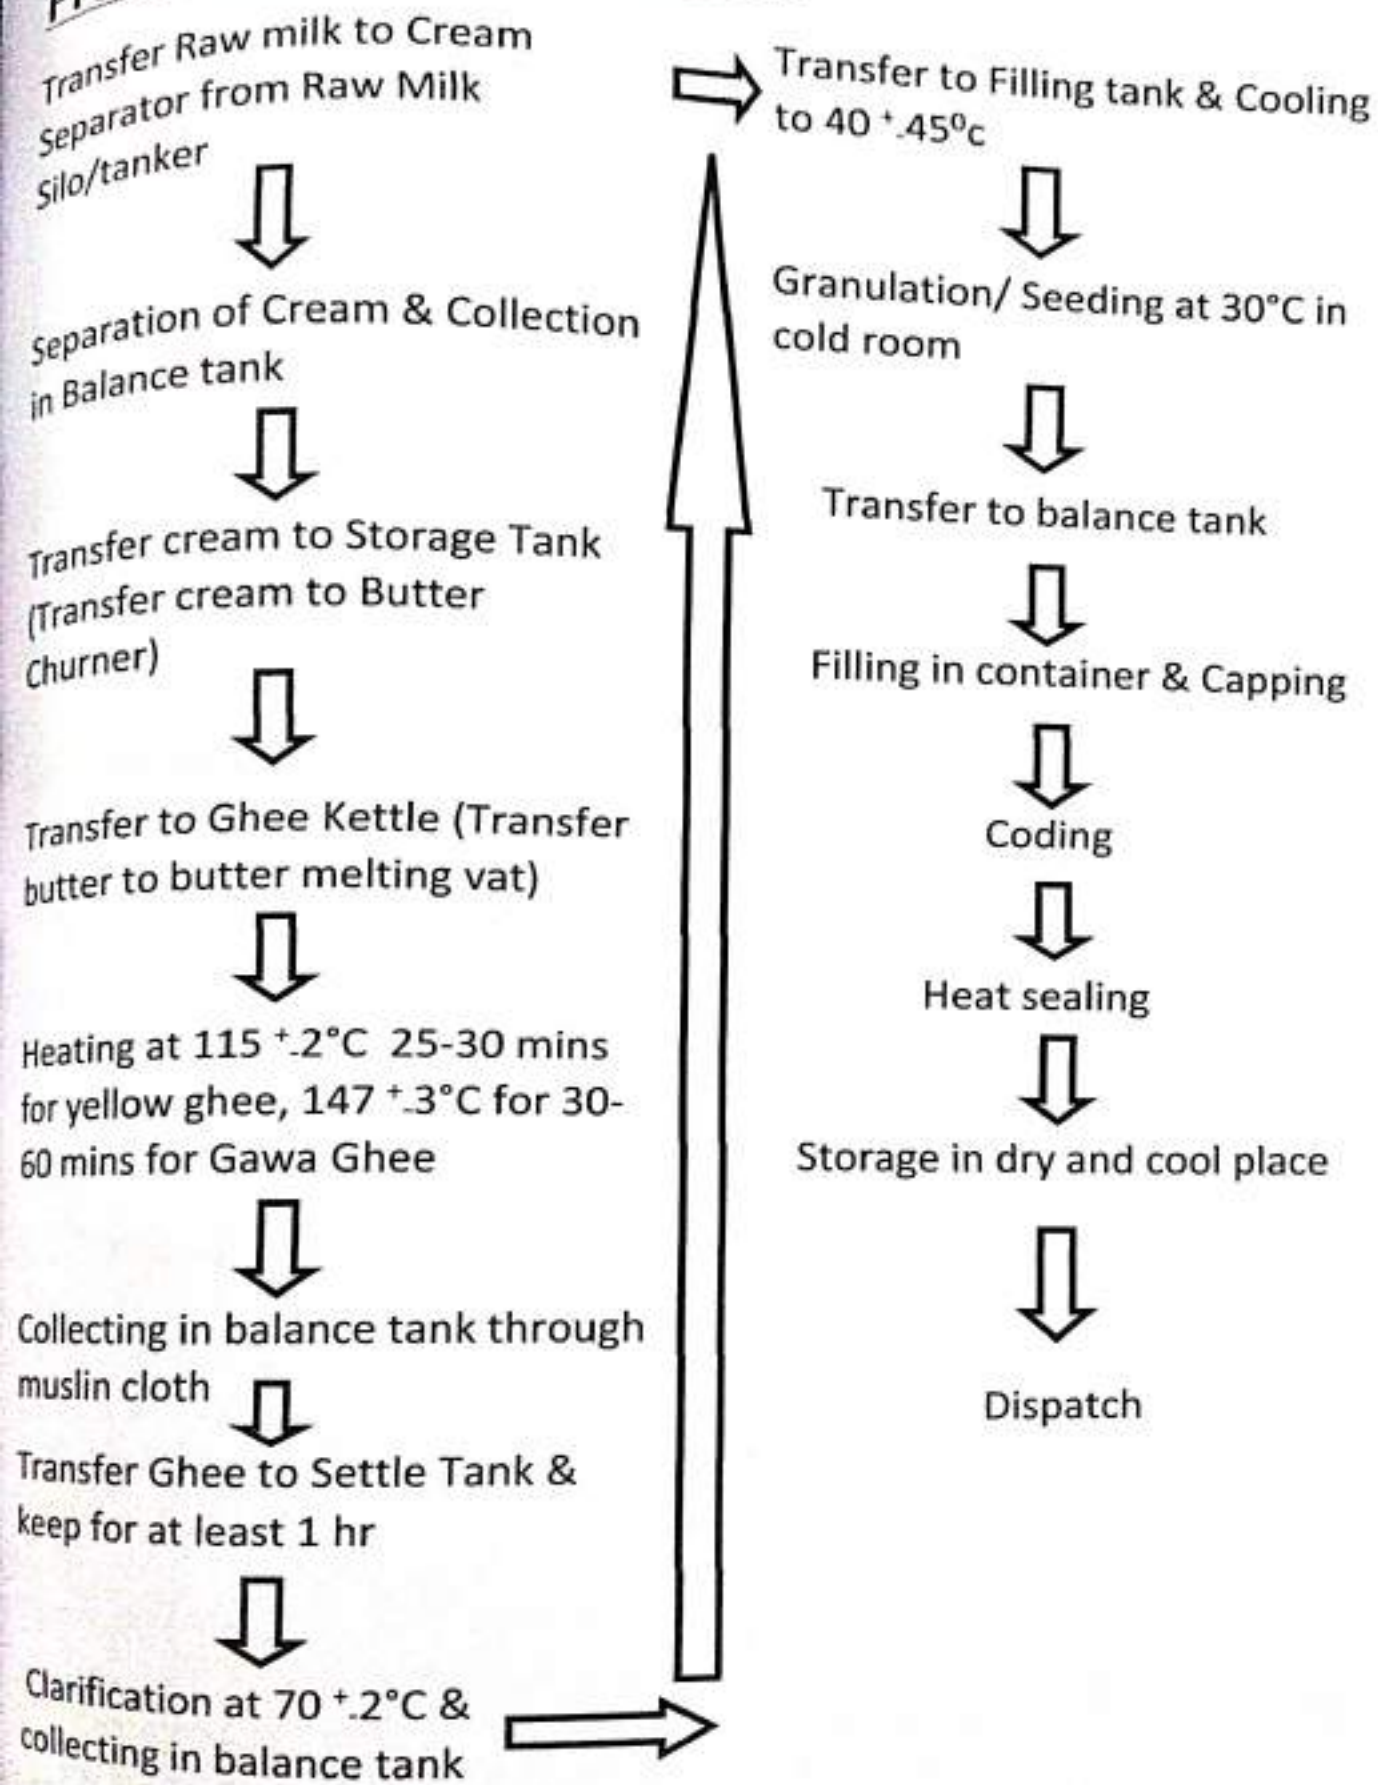 Transfer Raw milk to Cream
Separator from Raw Milk
Silo/tanker
Separation of Cream & Collection
in Balance tank
Transfer cream to Storage Tank
(Transfer cream to Butter
Churner)
Transfer to Ghee Kettle (Transfer
butter to butter melting vat)
Heating at 115 ⁺.2°C 25-30 mins
for yellow ghee, 147 ⁺.3°C for 30-
60 mins for Gawa Ghee
Collecting in balance tank through
muslin cloth
Transfer Ghee to Settle Tank &
keep for at least 1 hr
Clarification at 70 ⁺.2°C &
collecting in balance tank
Transfer to Filling tank & Cooling
to 40 ⁺.45⁰c
Granulation/ Seeding at 30°C in
cold room
Transfer to balance tank
Filling in container & Capping
Coding
Heat sealing
Storage in dry and cool place
Dispatch